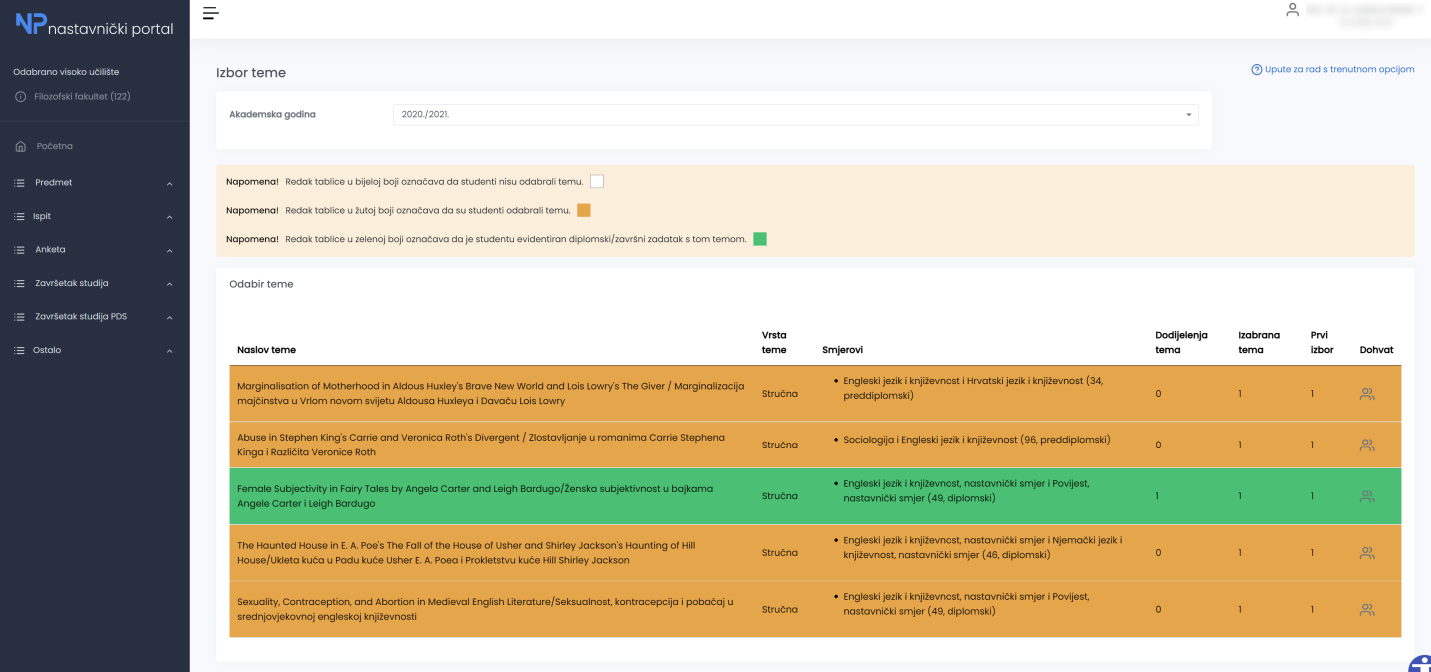 NP nastavnički portal
Odabrano visoko učilište
Filozofski fakultet (122)
Početna
Predmet
Ispit
Anketa
Završetak studija
Završetak studija PDS
Ostalo
Izbor teme
Upute za rad s trenutnom opcijom
Akademska godina
2020./2021.
Napomena! Redak tablice u bijeloj boji označava da studenti nisu odabrali temu.
Napomena! Redak tablice u žutoj boji označava da su studenti odabrali temu.
Napomena! Redak tablice u zelenoj boji označava da je studentu evidentiran diplomski/završni zadatak s tom temom.
Odabir teme
Naslov teme
Vrsta
teme
Smjerovi
Dodijeljenja
tema
Izabrana
tema
Prvi
izbor
Dohvat
Marginalisation of Motherhood in Aldous Huxley's Brave New World and Lois Lowry's The Giver / Marginalizacija
majčinstva u Vrlom novom svijetu Aldousa Huxleya i Davaču Lois Lowry
Stručna
• Engleski jezik i književnost i Hrvatski jezik i književnost (34,
preddiplomski)
0
1
1
Abuse in Stephen King's Carrie and Veronica Roth's Divergent / Zlostavljanje u romanima Carrie Stephena
Kinga i Različita Veronice Roth
Stručna
• Sociologija i Engleski jezik i književnost (96, preddiplomski)
0
1
1
Female Subjectivity in Fairy Tales by Angela Carter and Leigh Bardugo/Ženska subjektivnost u bajkama
Angele Carter i Leigh Bardugo
Stručna
• Engleski jezik i književnost, nastavnički smjer i Povijest,
nastavnički smjer (49, diplomski)
1
1
1
The Haunted House in E. A. Poe's The Fall of the House of Usher and Shirley Jackson's Haunting of Hill
House/Ukleta kuća u Padu kuće Usher E. A. Poea i Prokletstvu kuće Hill Shirley Jackson
Stručna
• Engleski jezik i književnost, nastavnički smjer i Njemački jezik i
književnost, nastavnički smjer (46, diplomski)
0
1
1
Sexuality, Contraception, and Abortion in Medieval English Literature/Seksualnost, kontracepcija i pobačaj u
srednjovjekovnoj engleskoj književnosti
Stručna
• Engleski jezik i književnost, nastavnički smjer i Povijest,
nastavnički smjer (49, diplomski)
0
1
1